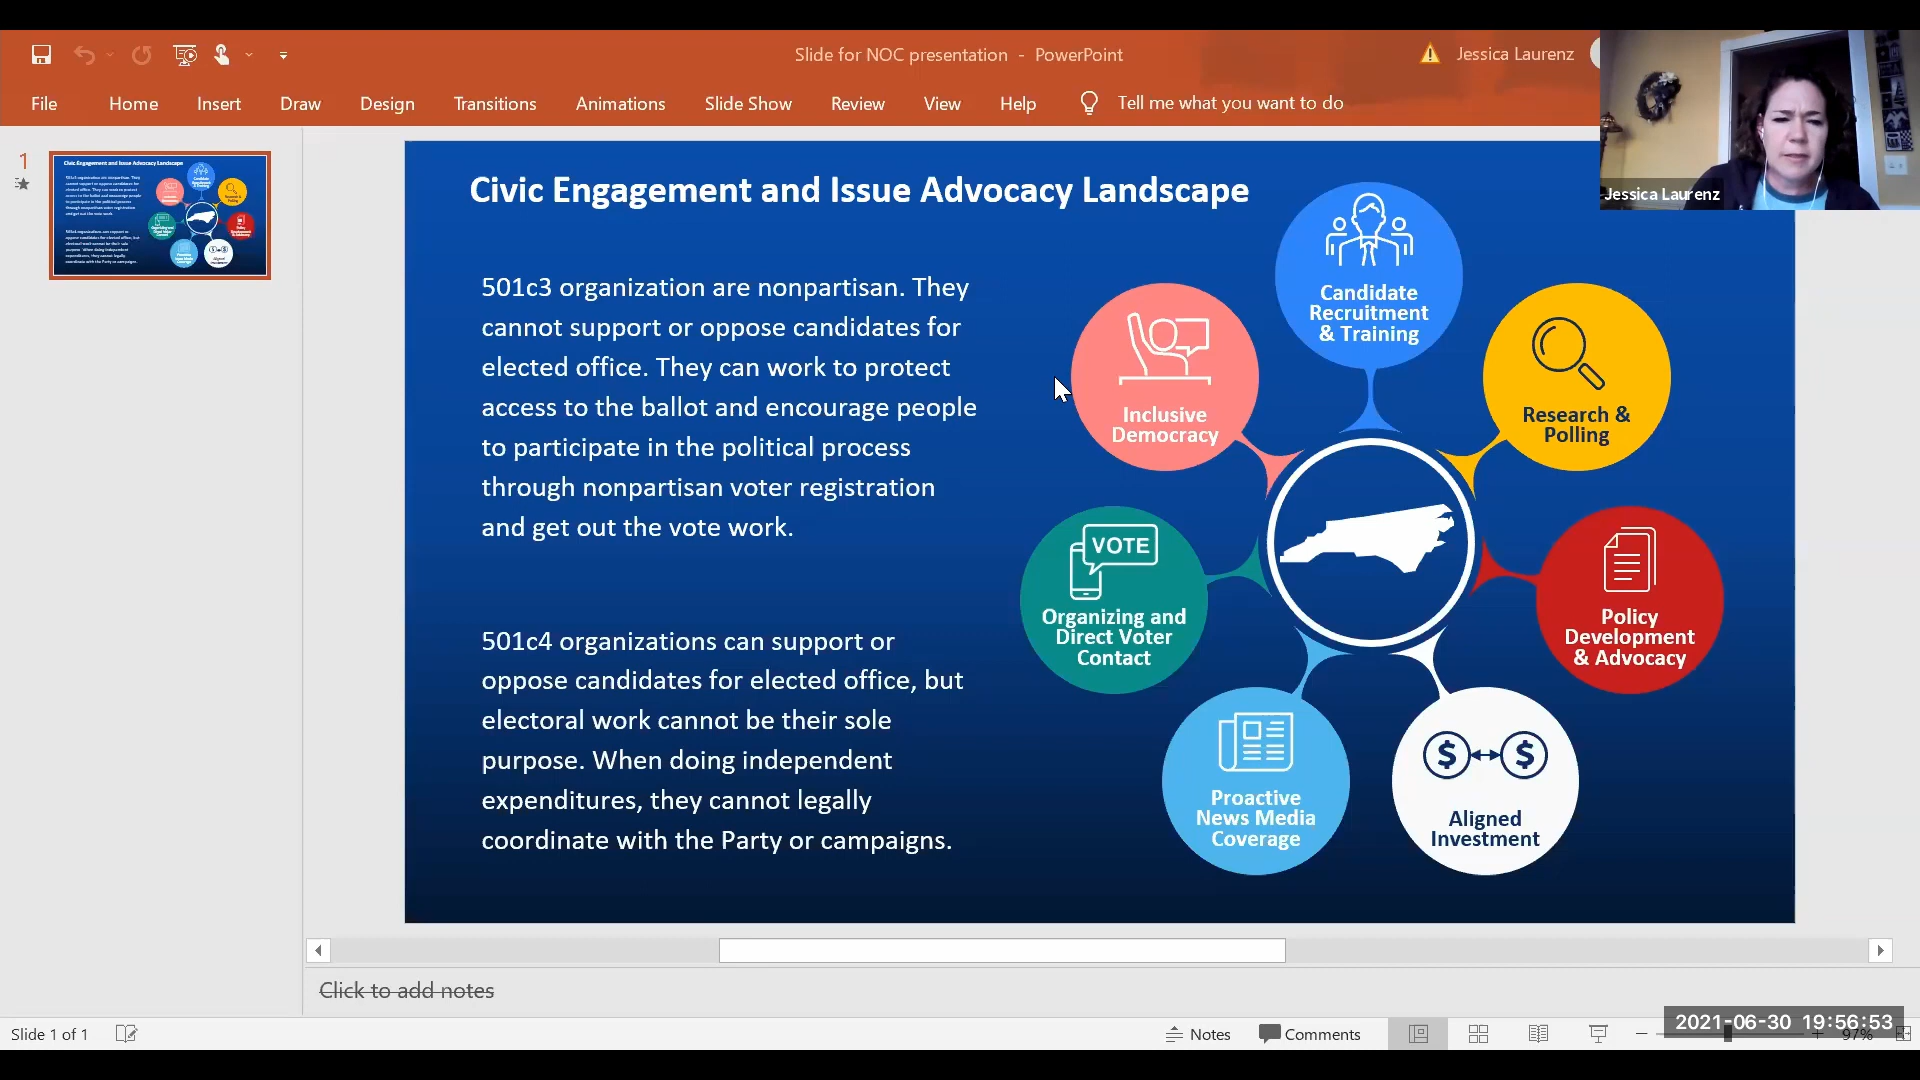 Slide for NOC presentation - PowerPoint
Jessica Laurenz
File Home Insert Draw Design Transitions Animations Slide Show Review View Help Tell me what you want to do
Jessica Laurenz
1
Civic Engagement and Issue Advocacy Landscape
Civic Engagement and Issue Advocacy Landscape
501c3 organization are nonpartisan. They
cannot support or oppose candidates for
elected office. They can work to protect
access to the ballot and encourage people
to participate in the political process
through nonpartisan voter registration
and get out the vote work.
501c4 organizations can support or
oppose candidates for elected office, but
electoral work cannot be their sole
purpose. When doing independent
expenditures, they cannot legally
coordinate with the Party or campaigns.
Candidate
Recruitment
& Training
Research &
Polling
Policy
Development
& Advocacy
$ $
Aligned
Investment
Proactive
News Media
Coverage
VOTE
Organizing and
Direct Voter
Contact
Inclusive
Democracy
Click to add notes
Slide 1 of 1
Notes
Comments
2021-06-30 19:56:53
97%